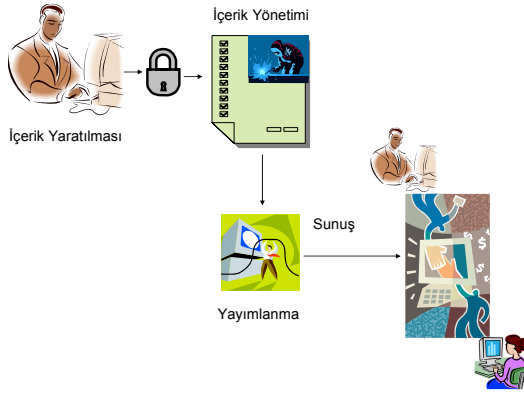 İçerik Yönetimi
İçerik Yaratılması
Sunuş
Yayımlanma